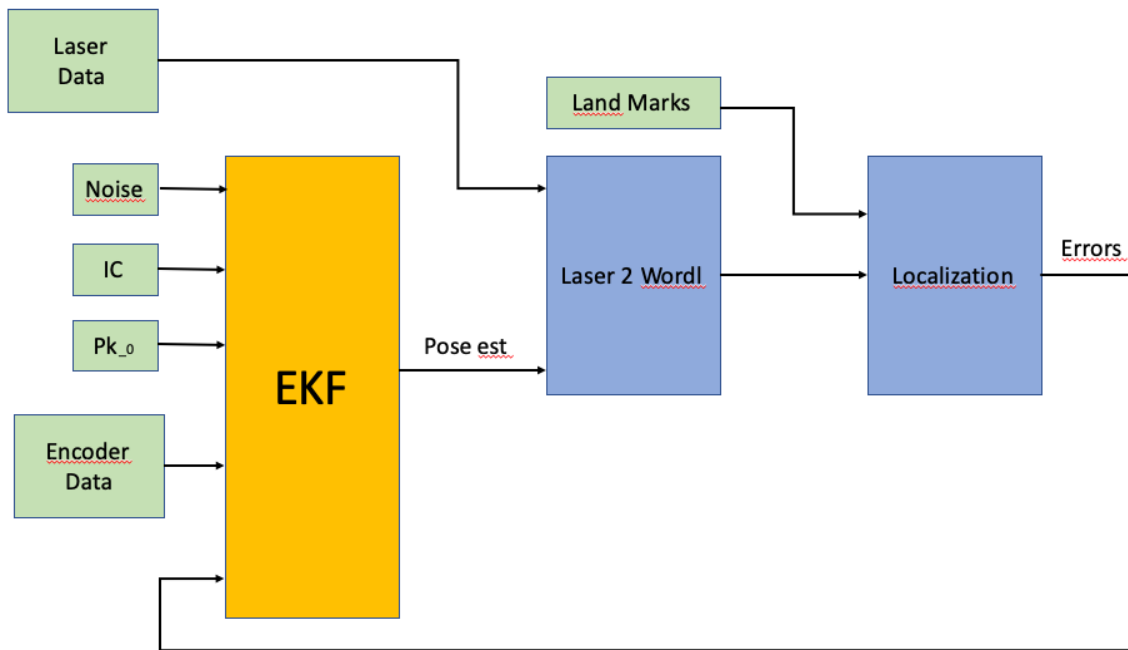 Laser
Data
Land Marks
Noise
IC
Pk_0
Encoder
Data
EKF
Pose est
Laser 2 Wordl
Localization
Errors